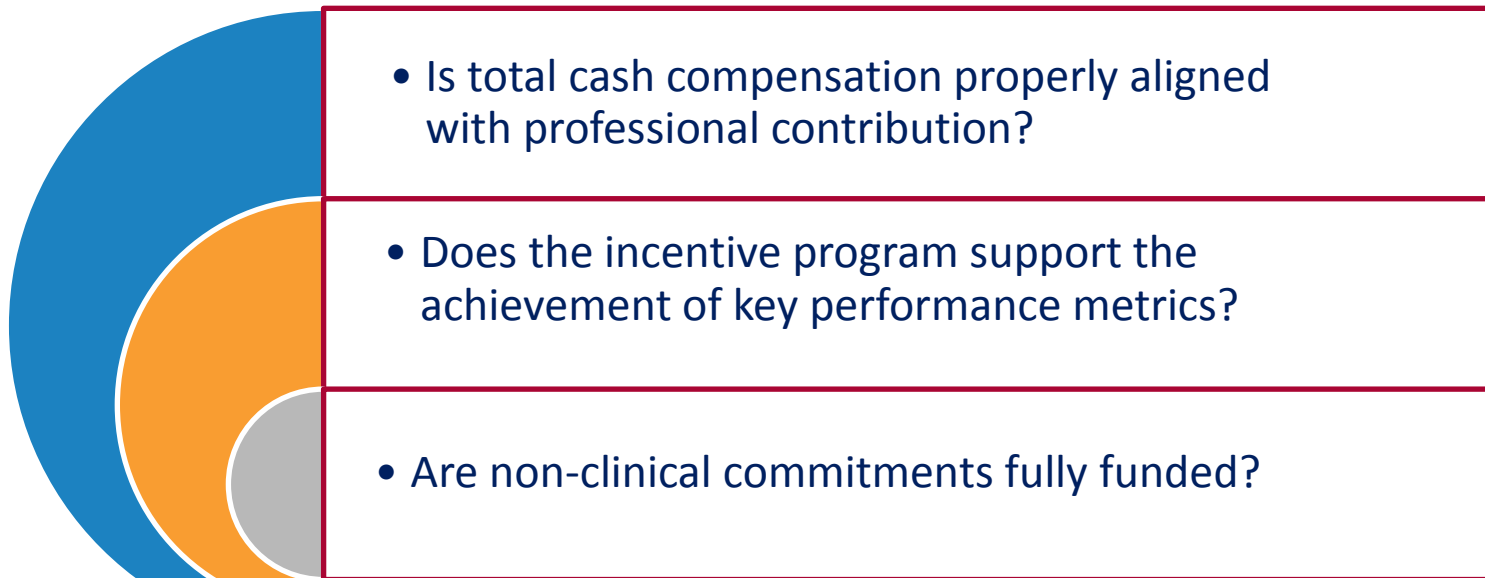 • Is total cash compensation properly aligned
with professional contribution?
• Does the incentive program support the
achievement of key performance metrics?
• Are non-clinical commitments fully funded?